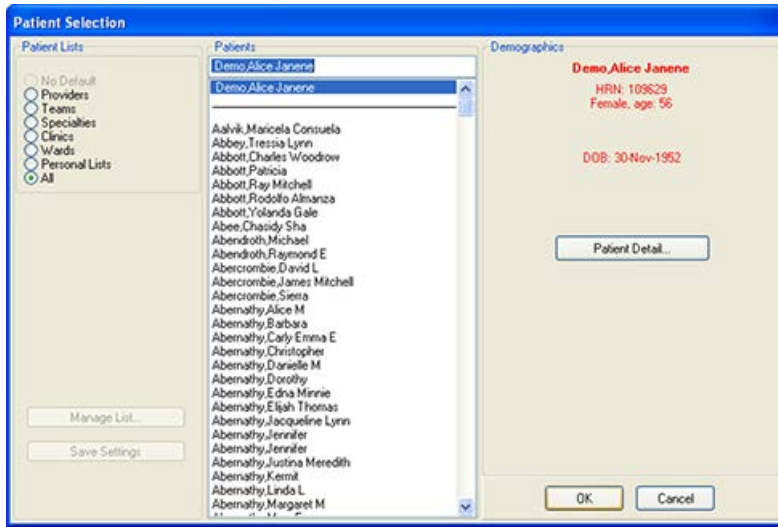 Patient Selection
Patient Lists
No Default
Providers
Teams
Specialties
Clinics
Wards
Personal Lists
All
Manage List...
Save Settings
Patients
Demo,Alice Janene
Demo,Alice Janene
Aalvik,Maricela Consuela
Abbey,Tressia Lynn
Abbott,Charles Woodrow
Abbott,Patricia
Abbott,Ray Mitchell
Abbott,Rodolfo Almanza
Abbott,Yolanda Gale
Abee,Chasidy Sha
Abendroth,Michael
Abendroth,Raymond E
Abercrombie,David L
Abercrombie,James Mitchell
Abercrombie,Sierra
Abernathy,Alice M
Abernathy,Barbara
Abernathy,Carly Emma E
Abernathy,Christopher
Abernathy,Danielle M
Abernathy,Dorothy
Abernathy,Edna Minnie
Abernathy,Elijah Thomas
Abernathy,Jacqueline Lynn
Abernathy,Jennifer
Abernathy,Jennifer
Abernathy,Justina Meredith
Abernathy,Kermit
Abernathy,Linda L
Abernathy,Margaret M
Demographics
Demo,Alice Janene
HRN: 109629
Female, age: 56
DOB: 30-Nov-1952
Patient Detail...
OK
Cancel